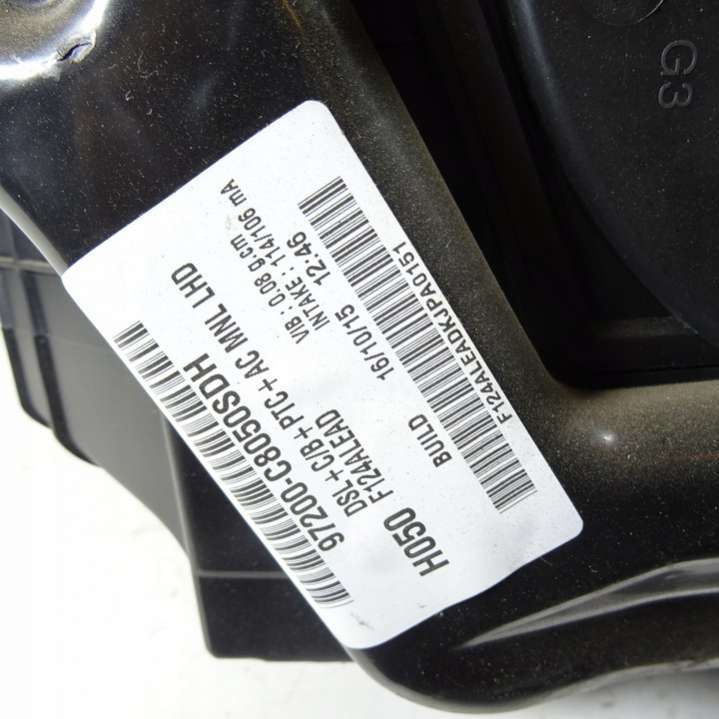 97200-C8050SDH
DSL + C/B + PTC + AC MNL LHD
H050 F124ALEAD
VIB : 0.08 g.cm
INTAKE : 114/106 mA
BUILD 16/10/15 12:46
F124ALEADKJPA0151
G3